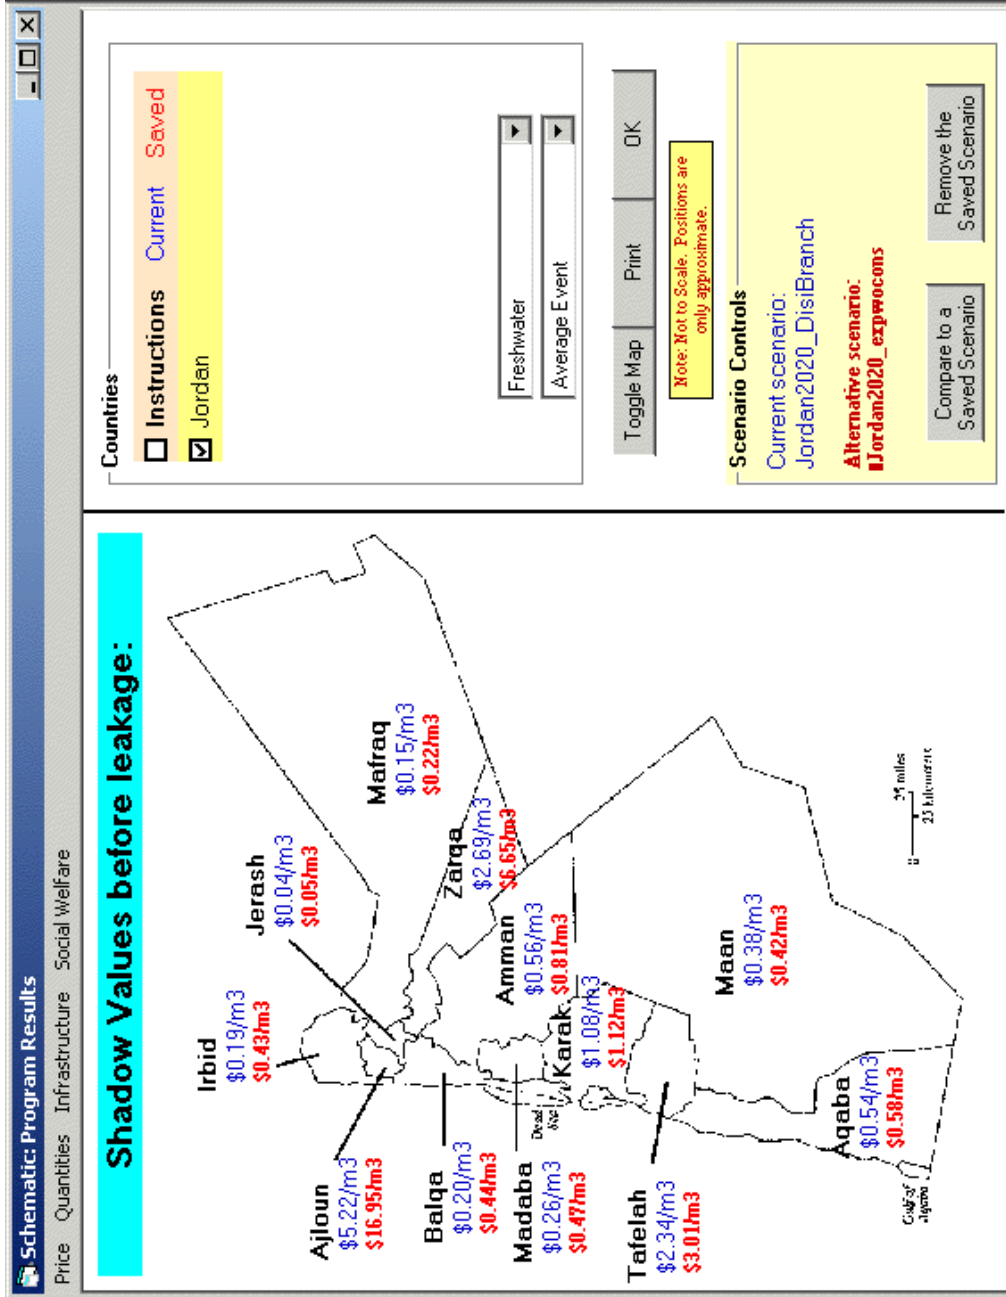 Schematic: Program Results
Price Quantities Infrastructure Social Welfare
Shadow Values before leakage:
Irbid
$0.19/m3
$0.43/m3
Jerash
$0.04/m3
$0.05/m3
Mafraq
$0.15/m3
$0.22/m3
Ajloun
$5.22/m3
$16.95/m3
Zarqa
$2.69/m3
$6.65/m3
Balqa
$0.20/m3
$0.44/m3
Amman
$0.56/m3
$0.81/m3
Madaba
$0.26/m3
$0.47/m3
Dead
Sea
Karak
$1.08/m3
$1.12/m3
Tafelah
$2.34/m3
$3.01/m3
Maan
$0.38/m3
$0.42/m3
Aqaba
$0.54/m3
$0.58/m3
Gulf of
Aqaba
0 25 miles
25 kilometers
Countries
Instructions Current Saved
Jordan
Freshwater
Average Event
Toggle Map Print OK
Note: Not to Scale. Positions are
only approximate.
Scenario Controls
Current scenario:
Jordan2020_DisiBranch
Alternative scenario:
Jordan2020_expwocons
Compare to a
Saved Scenario
Remove the
Saved Scenario